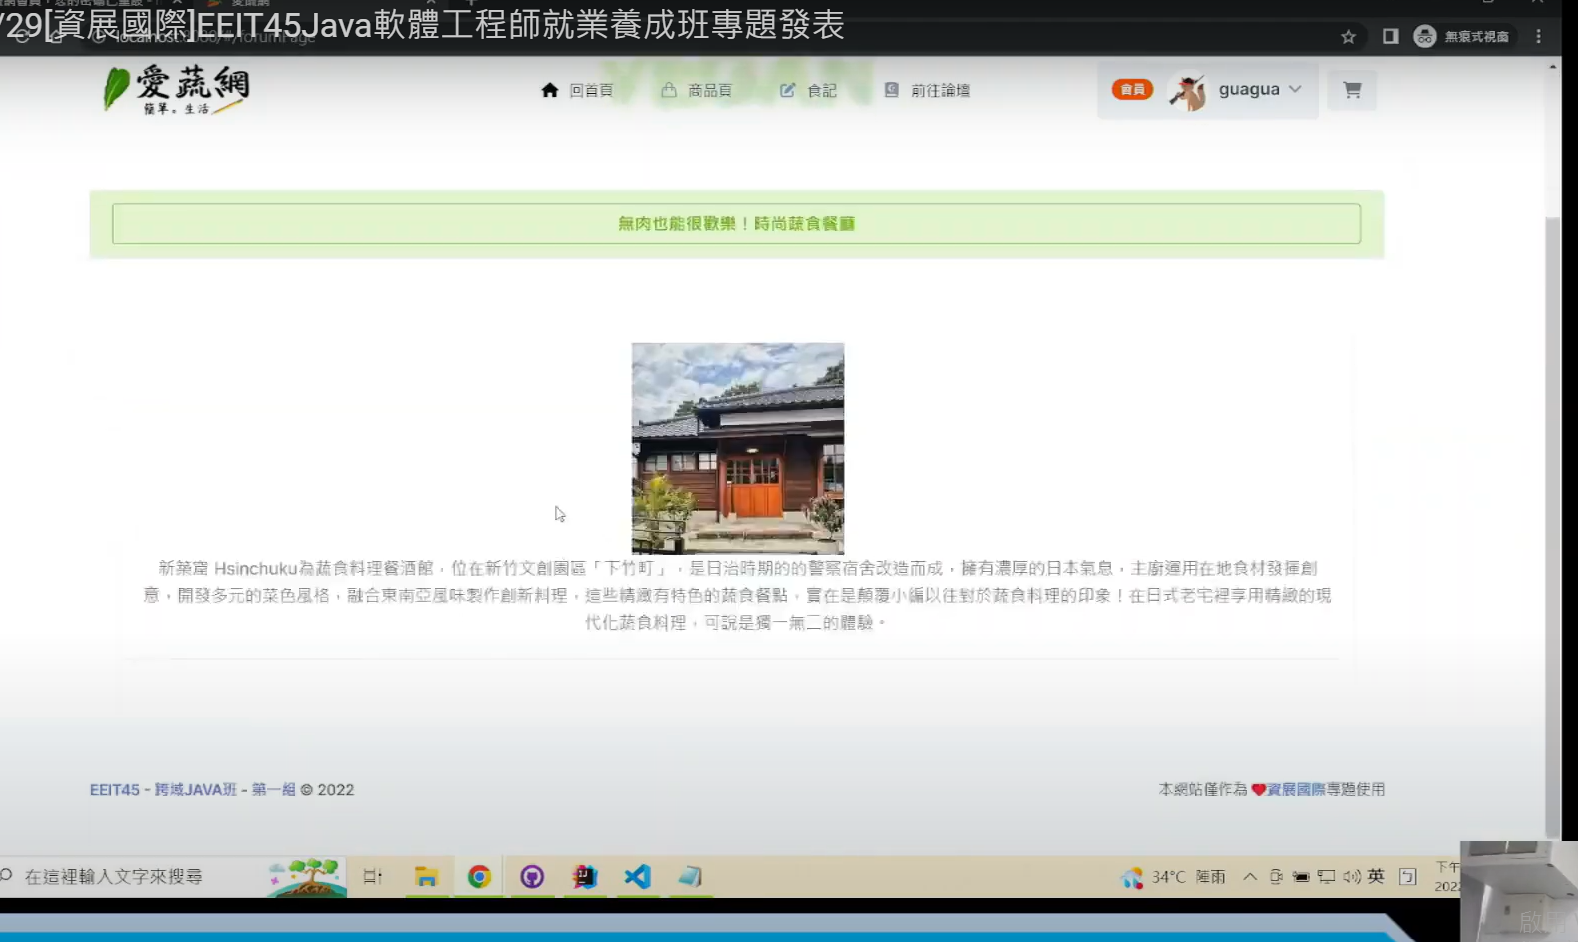 /29[資展國際]EEIT45Java軟體工程師就業養成班專題發表
localhost:8080/#/forumPage
無痕式視窗
愛蔬網
簡單。生活
回首頁
商品頁
食記
前往論壇
會員
guagua
無肉也能很歡樂！時尚蔬食餐廳
新築窟 Hsinchuku為蔬食料理餐酒館，位在新竹文創園區「下竹町」，是日治時期的的警察宿舍改造而成，擁有濃厚的日本氣息，主廚運用在地食材發揮創
意，開發多元的菜色風格，融合東南亞風味製作創新料理，這些精緻有特色的蔬食餐點，實在是顛覆小編以往對於蔬食料理的印象！在日式老宅裡享用精緻的現
代化蔬食料理，可說是獨一無二的體驗。
EEIT45 - 跨域JAVA班 - 第一組 © 2022
本網站僅作為❤資展國際專題使用
在這裡輸入文字來搜尋
34°C 陣雨
英
下午
2022